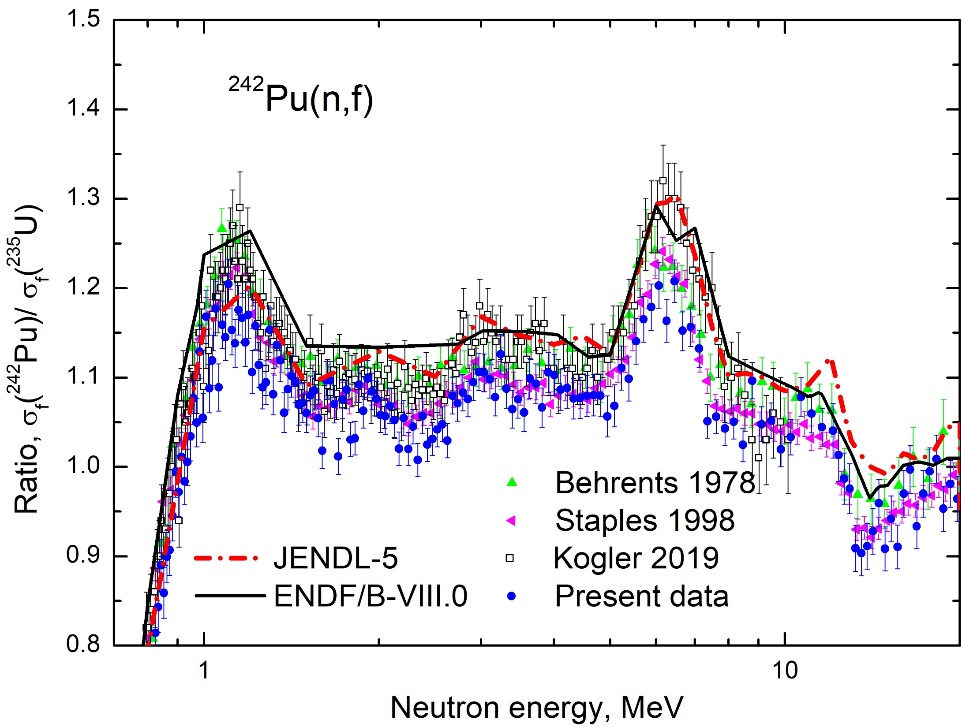 1.5
1.4
1.3
1.2
1.1
1.0
0.9
0.8
Ratio, σf(²⁴²Pu)/ σf(²³⁵U)
²⁴²Pu(n,f)
Behrents 1978
Staples 1998
JENDL-5
Kogler 2019
ENDF/B-VIII.0
Present data
1
10
Neutron energy, MeV